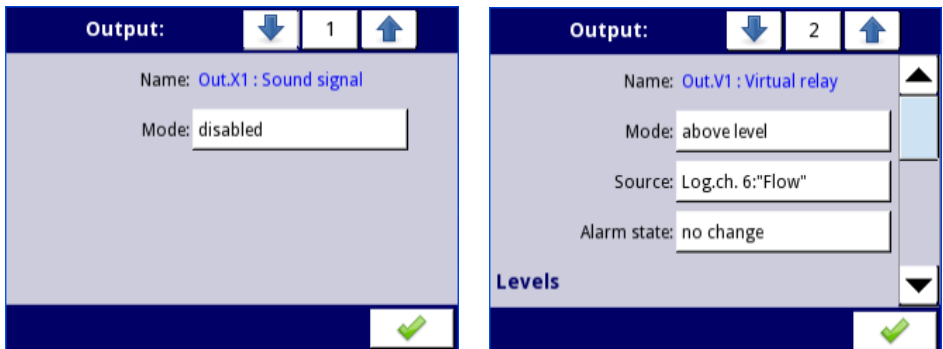 Output: 1
Name: Out.X1 : Sound signal
Mode: disabled
Output: 2
Name: Out.V1 : Virtual relay
Mode: above level
Source: Log.ch. 6:"Flow"
Alarm state: no change
Levels